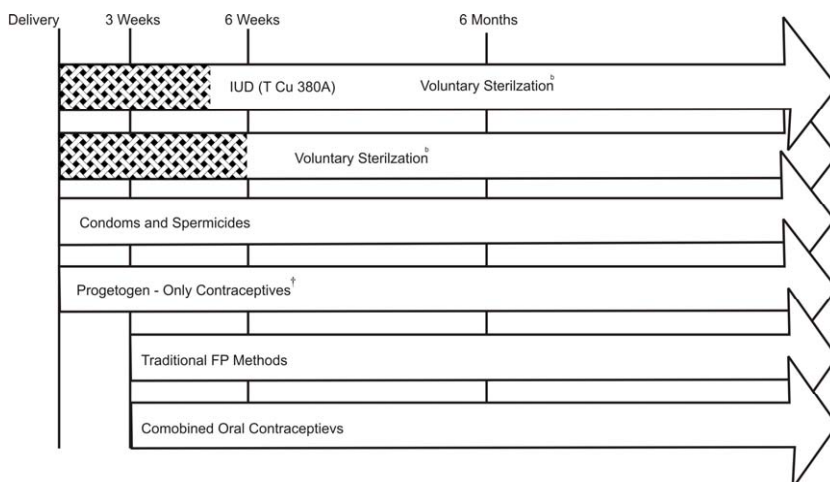 Delivery 3 Weeks 6 Weeks 6 Months
IUD (T Cu 380A) Voluntary Sterilzation b
Voluntary Sterilzation b
Condoms and Spermicides
Progetogen - Only Contraceptives †
Traditional FP Methods
Comobined Oral Contraceptievs